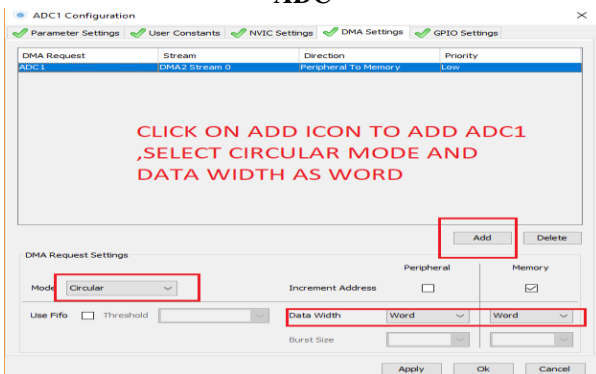 ADC
ADC1 Configuration
Parameter Settings User Constants NVIC Settings DMA Settings GPIO Settings
DMA Request Stream Direction Priority
ADC1 DMA2 Stream 0 Peripheral To Memory Low
CLICK ON ADD ICON TO ADD ADC1
,SELECT CIRCULAR MODE AND
DATA WIDTH AS WORD
Add Delete
DMA Request Settings
Peripheral Memory
Mode Circular Increment Address
Use Fifo Threshold Data Width Word Word
Burst Size
Apply Ok Cancel